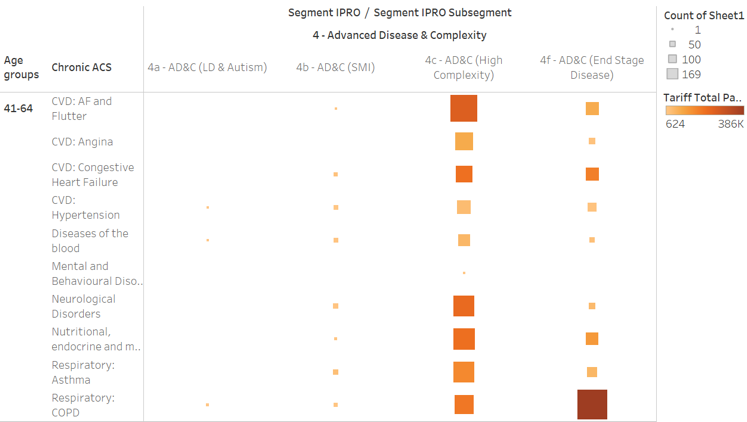 Segment IPRO / Segment IPRO Subsegment
4 - Advanced Disease & Complexity
Age groups
Chronic ACS
4a - AD&C (LD & Autism)
4b - AD&C (SMI)
4c - AD&C (High
Complexity)
4f - AD&C (End Stage
Disease)
41-64
CVD: AF and
Flutter
CVD: Angina
CVD: Congestive
Heart Failure
CVD:
Hypertension
Diseases of the
blood
Mental and
Behavioural Diso..
Neurological
Disorders
Nutritional,
endocrine and m..
Respiratory:
Asthma
Respiratory:
COPD
Count of Sheet1
1
50
100
169
Tariff Total Pa..
624 386K